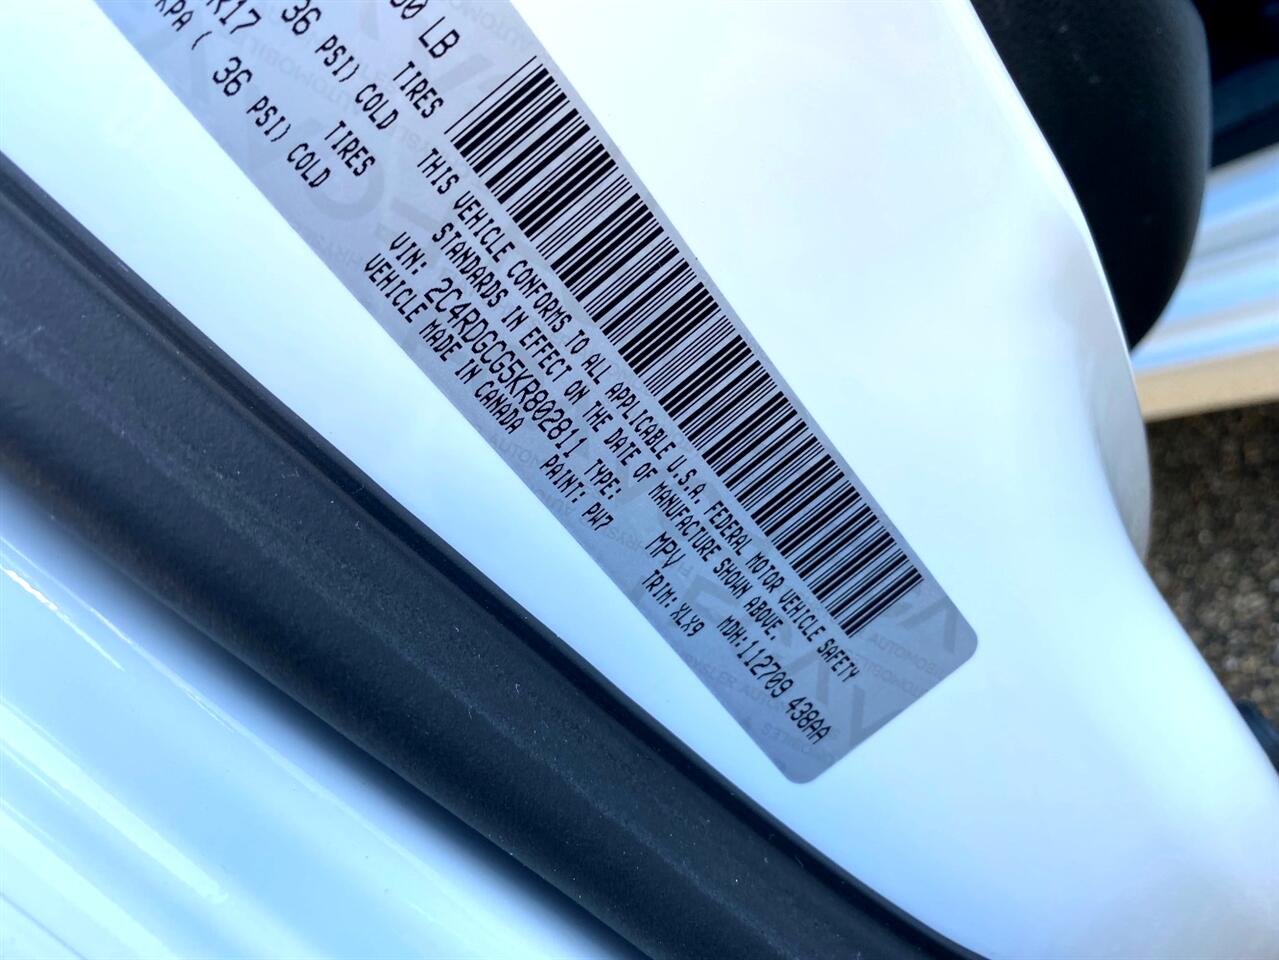 00 LB
TIRES
R17
36 PSI) COLD
TIRES
KPA ( 36 PSI) COLD
THIS VEHICLE CONFORMS TO ALL APPLICABLE U.S.A. FEDERAL MOTOR VEHICLE SAFETY
STANDARDS IN EFFECT ON THE DATE OF MANUFACTURE SHOWN ABOVE.
VIN: 2C4RDGCG5KR802811 TYPE: MPV MDH:112709 438AA
VEHICLE MADE IN CANADA PAINT: PW7 TRIM: XLX9